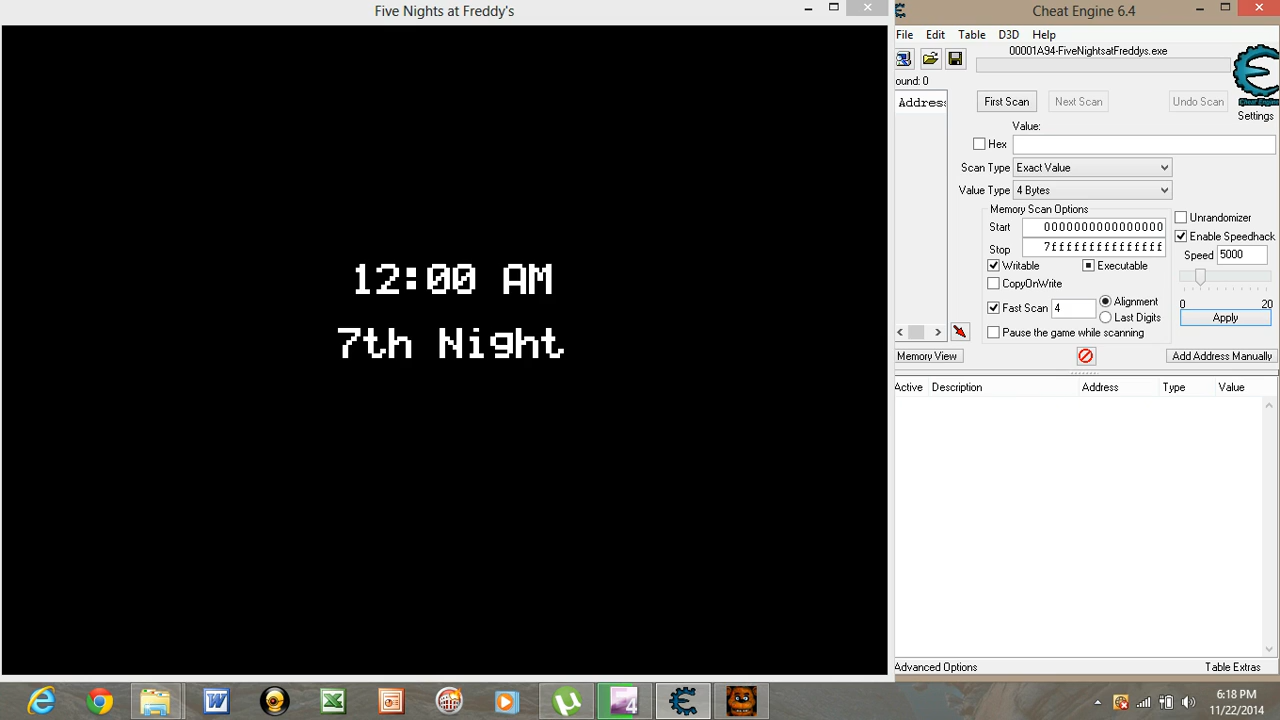 Five Nights at Freddy's
12:00 AM
7th Night
Cheat Engine 6.4
File Edit Table D3D Help
00001A94-FiveNightsatFreddys.exe
ound: 0
Address
First Scan Next Scan Undo Scan
Cheat Engine
Settings
Value:
Hex
Scan Type Exact Value
Value Type 4 Bytes
Memory Scan Options
Start 0000000000000000
Stop 7fffffffffffffff
Unrandomizer
Enable Speedhack
Speed 5000
Writable Executable
CopyOnWrite
Fast Scan 4 Alignment
Last Digits
0 20
Apply
Pause the game while scanning
Memory View Add Address Manually
Active Description Address Type Value
Advanced Options Table Extras
4
6:18 PM
11/22/2014